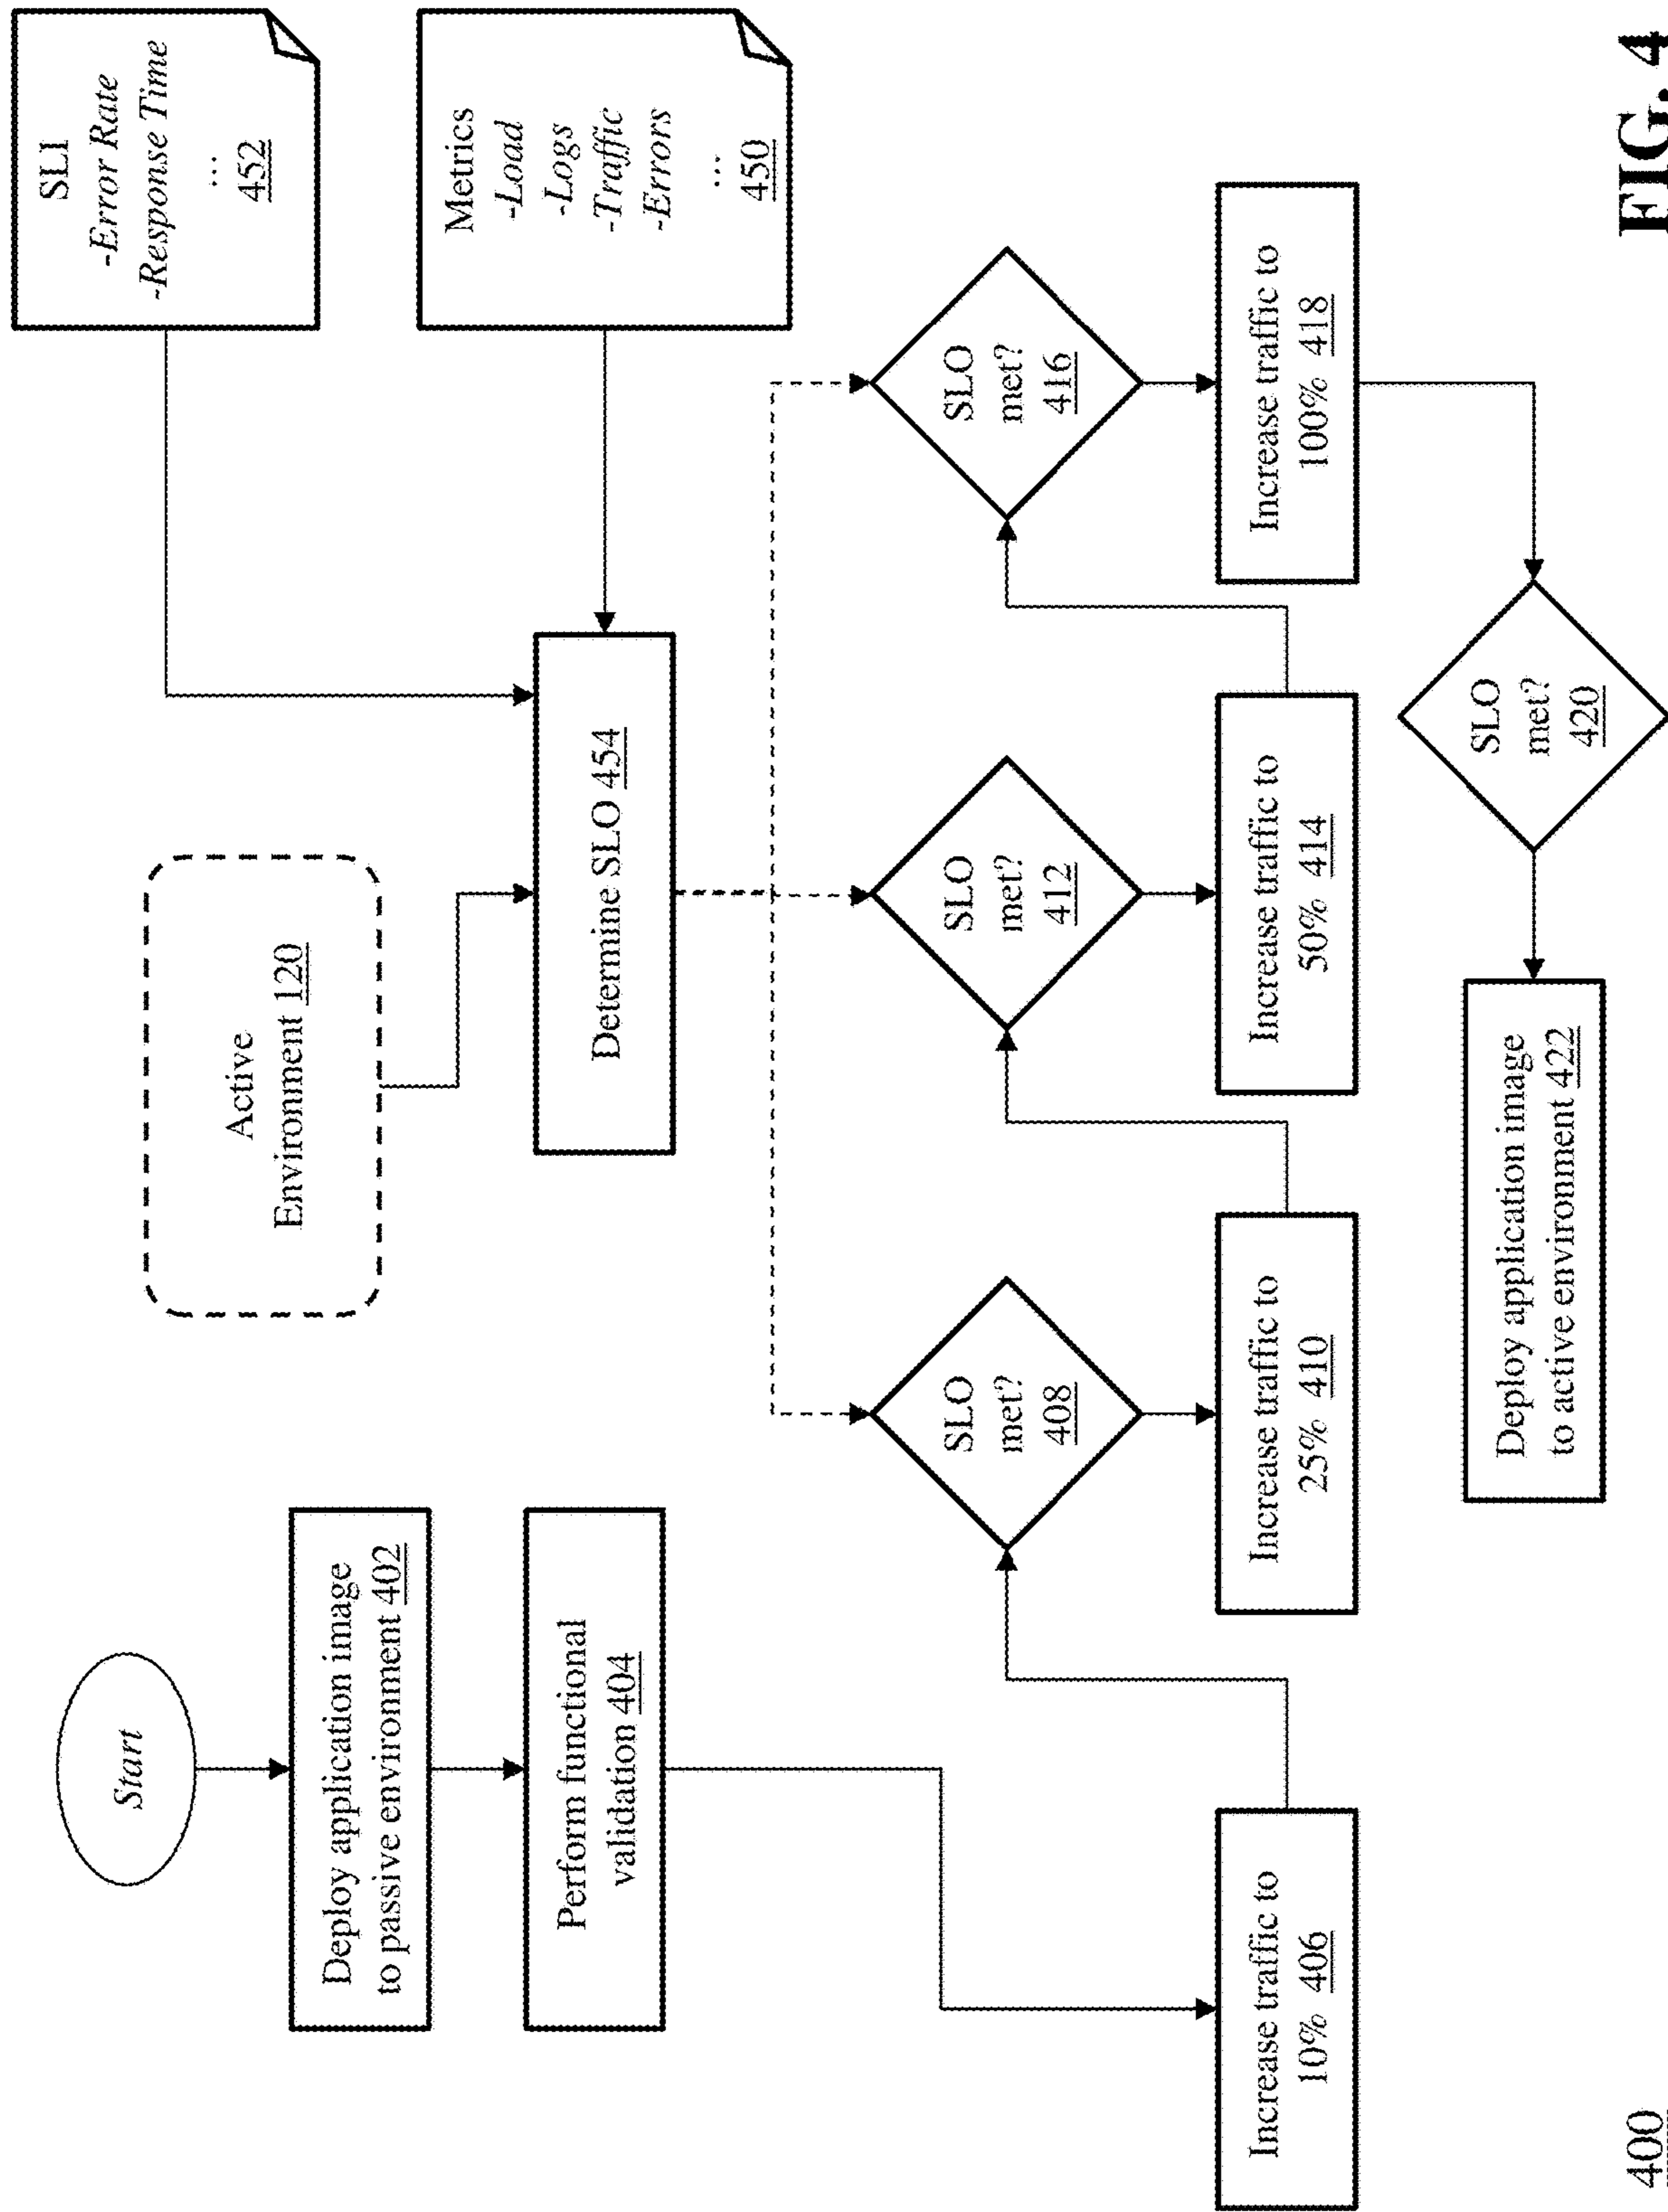 Start
Deploy application image
to passive environment 402
Perform functional
validation 404
Active
Environment 120
SLI
-Error Rate
-Response Time
...
452
Metrics
-Load
-Logs
-Traffic
-Errors
...
450
Determine SLO 454
SLO
met?
408
SLO
met?
412
SLO
met?
416
Increase traffic to
10% 406
Increase traffic to
25% 410
Increase traffic to
50% 414
Increase traffic to
100% 418
SLO
met?
420
Deploy application image
to active environment 422
400
FIG. 4